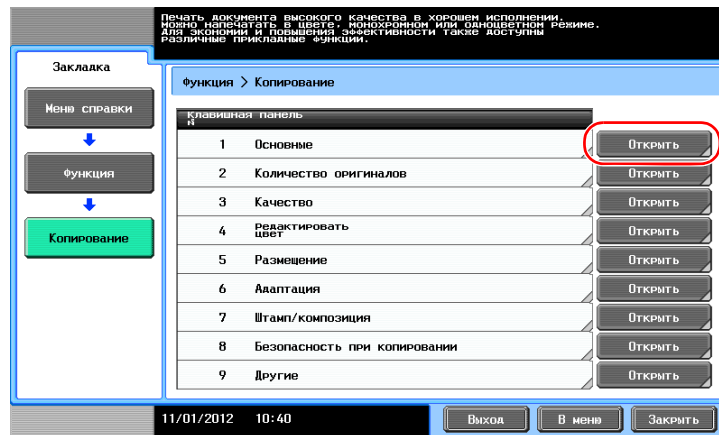 Печать документа высокого качества в хорошем исполнении.
Можно напечатать в цвете, монохромном или одноцветном режиме.
Для экономии и повышения эффективности также доступны
различные прикладные функции.
Закладка
Функция > Копирование
Меню справки
Функция
Копирование
Клавишная панель
й
1 Основные Открыть
2 Количество оригиналов Открыть
3 Качество Открыть
4 Редактировать
цвет Открыть
5 Размещение Открыть
6 Адаптация Открыть
7 Штамп/композиция Открыть
8 Безопасность при копировании Открыть
9 Другие Открыть
11/01/2012 10:40 Выход В меню Закрыть